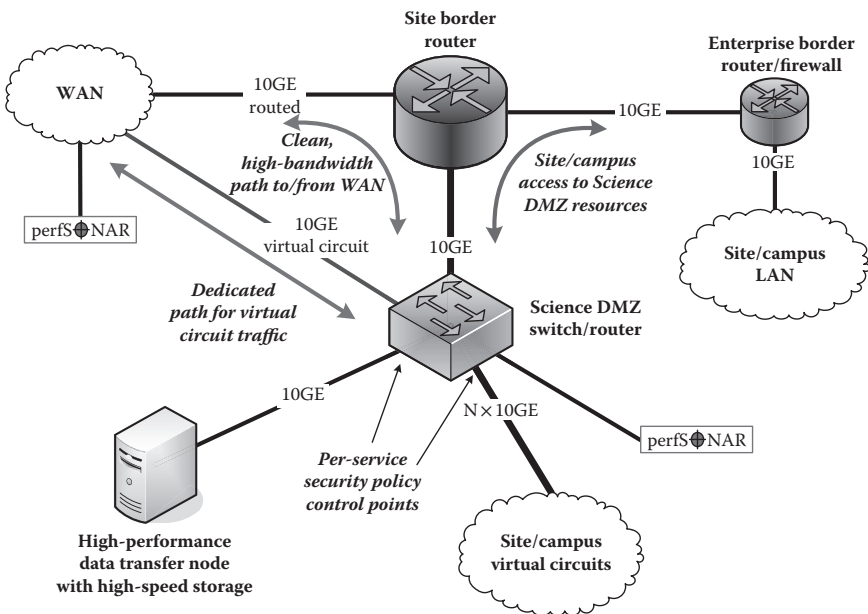 Site border
router
Enterprise border
router/firewall
WAN
10GE
routed
10GE
Clean,
high-bandwidth
path to/from WAN
Site/campus
access to Science
DMZ resources
10GE
perfSONAR
10GE
virtual circuit
10GE
Site/campus
LAN
Dedicated
path for virtual
circuit traffic
Science DMZ
switch/router
10GE
N × 10GE
perfSONAR
Per-service
security policy
control points
High-performance
data transfer node
with high-speed storage
Site/campus
virtual circuits